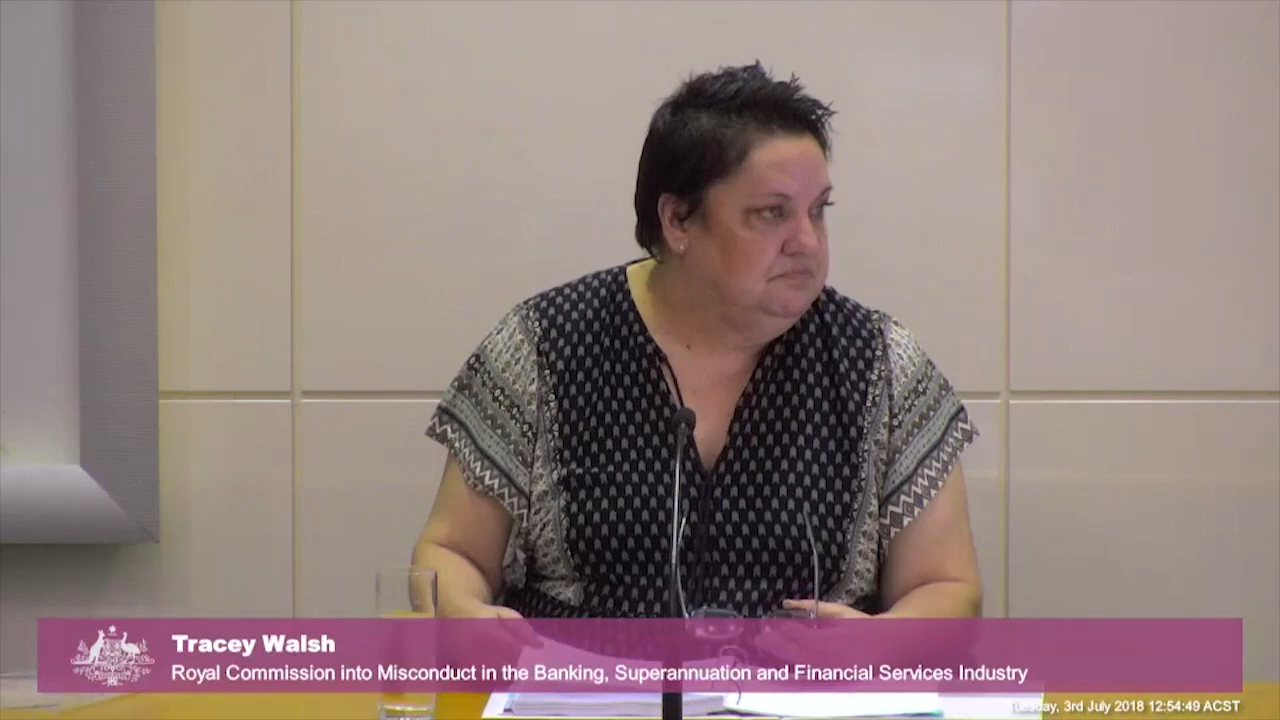 Tracey Walsh
Royal Commission into Misconduct in the Banking, Superannuation and Financial Services Industry
3rd July 2018 12:54:49 ACST